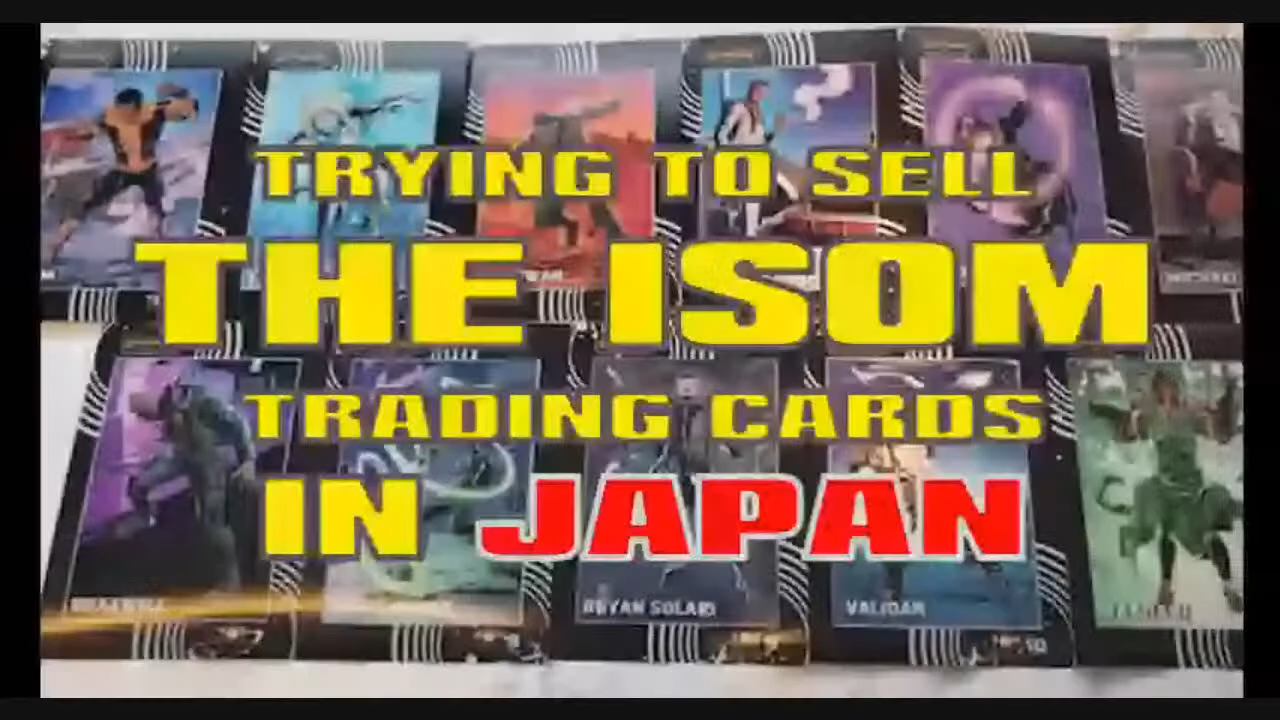 TRYING TO SELL
THE ISOM
TRADING CARDS
IN JAPAN
BRYAN SOLARI
VALIDAR